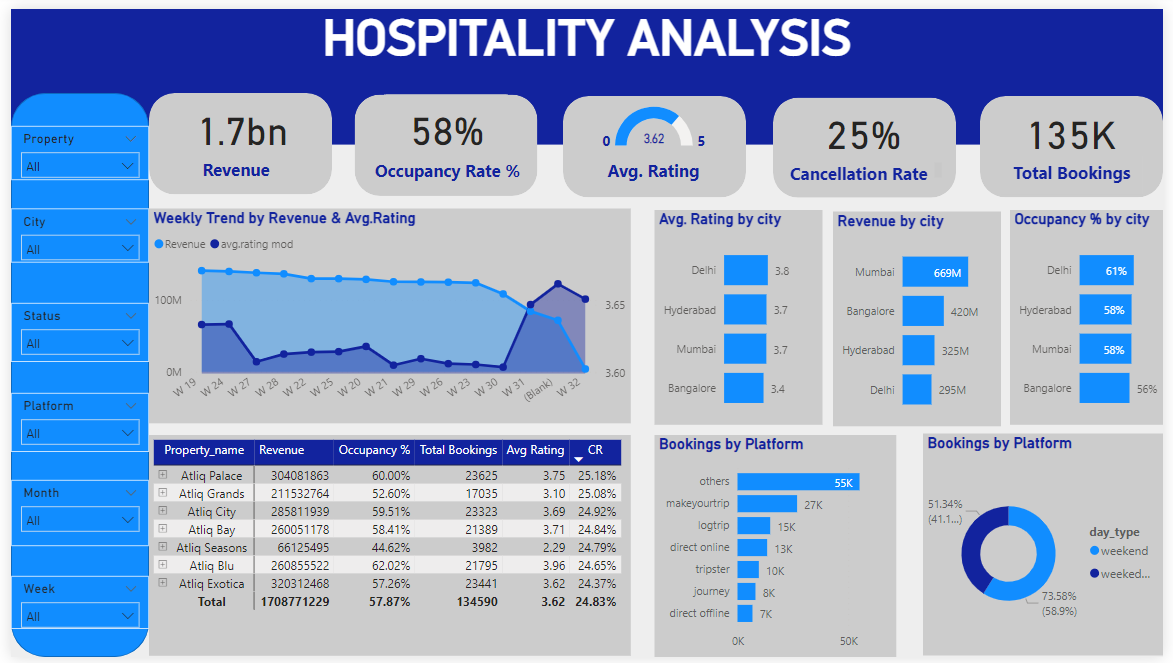 HOSPITALITY ANALYSIS
Property
All
City
All
Status
All
Platform
All
Month
All
Week
All
1.7bn
Revenue
58%
Occupancy Rate %
0 3.62 5
Avg. Rating
25%
Cancellation Rate
135K
Total Bookings
Weekly Trend by Revenue & Avg.Rating
Revenue avg.rating mod
100M
0M
3.65
3.60
W 19 W 24 W 27 W 28 W 22 W 25 W 20 W 21 W 29 W 26 W 23 W 30 W 31 (Blank) W 32
Avg. Rating by city
Delhi 3.8
Hyderabad 3.7
Mumbai 3.7
Bangalore 3.4
Revenue by city
Mumbai 669M
Bangalore 420M
Hyderabad 325M
Delhi 295M
Occupancy % by city
Delhi 61%
Hyderabad 58%
Mumbai 58%
Bangalore 56%
Property_name Revenue Occupancy % Total Bookings Avg Rating CR
Atliq Palace 304081863 60.00% 23625 3.75 25.18%
Atliq Grands 211532764 52.60% 17035 3.10 25.08%
Atliq City 285811939 59.51% 23323 3.69 24.92%
Atliq Bay 260051178 58.41% 21389 3.71 24.84%
Atliq Seasons 66125495 44.62% 3982 2.29 24.79%
Atliq Blu 260855522 62.02% 21795 3.96 24.65%
Atliq Exotica 320312468 57.26% 23441 3.62 24.37%
Total 1708771229 57.87% 134590 3.62 24.83%
Bookings by Platform
others 55K
makeyourtrip 27K
logtrip 15K
direct online 13K
tripster 10K
journey 8K
direct offline 7K
0K 50K
Bookings by Platform
51.34%
(41.1...)
73.58%
(58.9%)
day_type
weekend
weeked...